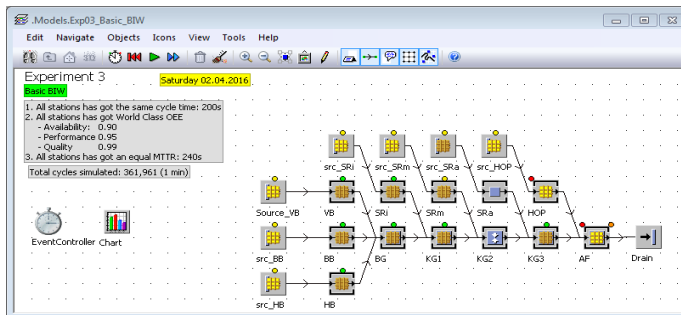 .Models.Exp03_Basic_BIW
Edit Navigate Objects Icons View Tools Help
Experiment 3
Saturday 02.04.2016
Basic BIW
1. All stations has got the same cycle time: 200s
2. All stations has got World Class OEE
- Availability: 0.90
- Performance 0.95
- Quality 0.99
3. All stations has got an equal MTTR: 240s
Total cycles simulated: 361,961 (1 min)
src_SRi src_SRm src_SRa src_HOP
Source_VB VB SRi SRm SRa HOP
EventController Chart
src_BB BB BG KG1 KG2 KG3 AF Drain
src_HB HB